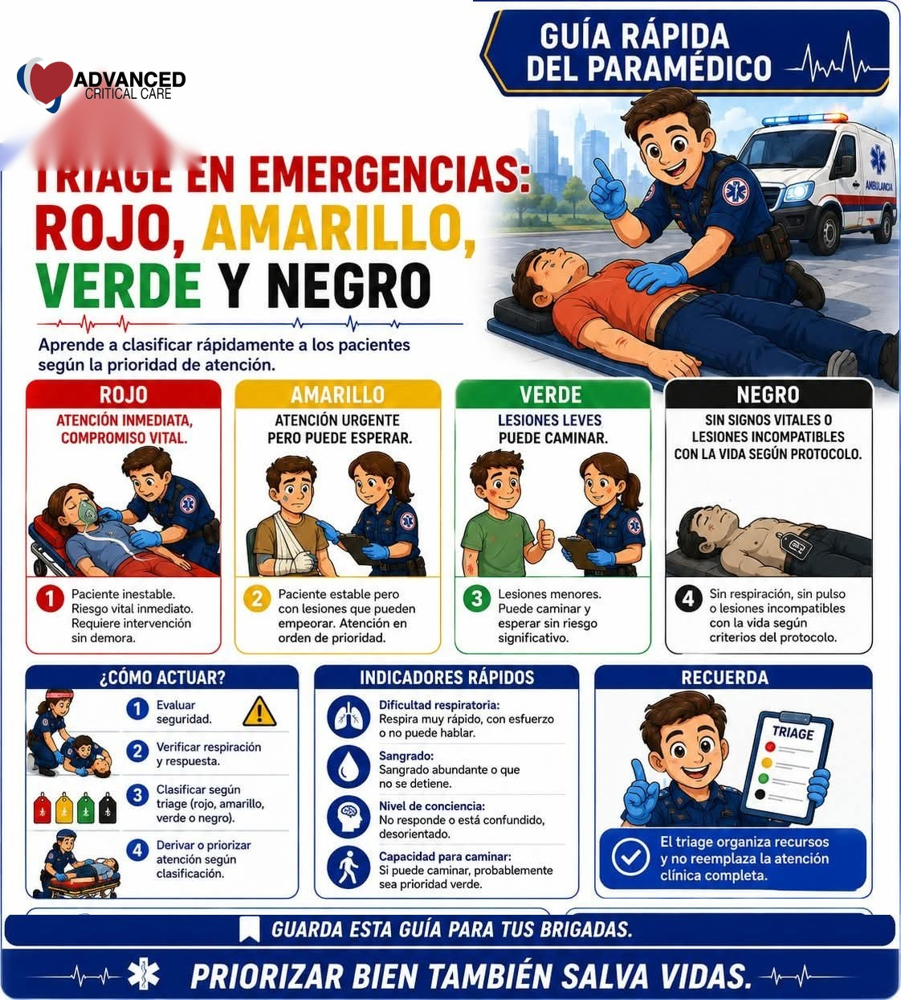 ADVANCED
CRITICAL CARE
GUÍA RÁPIDA
DEL PARAMÉDICO
AMBULANCIA
TRIAGE EN EMERGENCIAS:
ROJO, AMARILLO,
VERDE Y NEGRO
Aprende a clasificar rápidamente a los pacientes
según la prioridad de atención.
ROJO
ATENCIÓN INMEDIATA,
COMPROMISO VITAL.
1
Paciente inestable.
Riesgo vital inmediato.
Requiere intervención
sin demora.
AMARILLO
ATENCIÓN URGENTE
PERO PUEDE ESPERAR.
2
Paciente estable pero
con lesiones que pueden
empeorar. Atención en
orden de prioridad.
VERDE
LESIONES LEVES
PUEDE CAMINAR.
3
Lesiones menores.
Puede caminar y
esperar sin riesgo
significativo.
NEGRO
SIN SIGNOS VITALES O
LESIONES INCOMPATIBLES
CON LA VIDA SEGÚN PROTOCOLO.
4
Sin respiración, sin pulso
o lesiones incompatibles
con la vida según
criterios del protocolo.
¿CÓMO ACTUAR?
1 Evaluar
seguridad.
2 Verificar respiración
y respuesta.
3 Clasificar según
triage (rojo, amarillo,
verde o negro).
4 Derivar o priorizar
atención según
clasificación.
INDICADORES RÁPIDOS
Dificultad respiratoria:
Respira muy rápido, con esfuerzo
o no puede hablar.
Sangrado:
Sangrado abundante o que
no se detiene.
Nivel de conciencia:
No responde o está confundido,
desorientado.
Capacidad para caminar:
Si puede caminar, probablemente
sea prioridad verde.
RECUERDA
TRIAGE
El triage organiza recursos
y no reemplaza la atención
clínica completa.
GUARDA ESTA GUÍA PARA TUS BRIGADAS.
PRIORIZAR BIEN TAMBIÉN SALVA VIDAS.